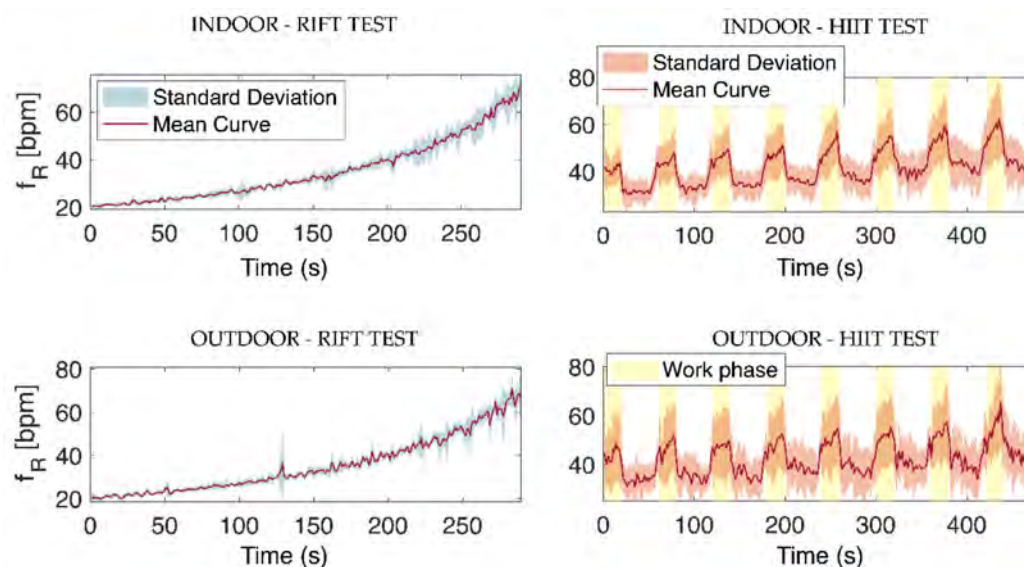 INDOOR - RIFT TEST
f_R [bpm]
60
40
20
Standard Deviation
Mean Curve
0 50 100 150 200 250
Time (s)
INDOOR - HIIT TEST
80
60
40
Standard Deviation
Mean Curve
0 100 200 300 400
Time (s)
OUTDOOR - RIFT TEST
f_R [bpm]
80
60
40
20
0 50 100 150 200 250
Time (s)
OUTDOOR - HIIT TEST
80
60
40
Work phase
0 100 200 300 400
Time (s)